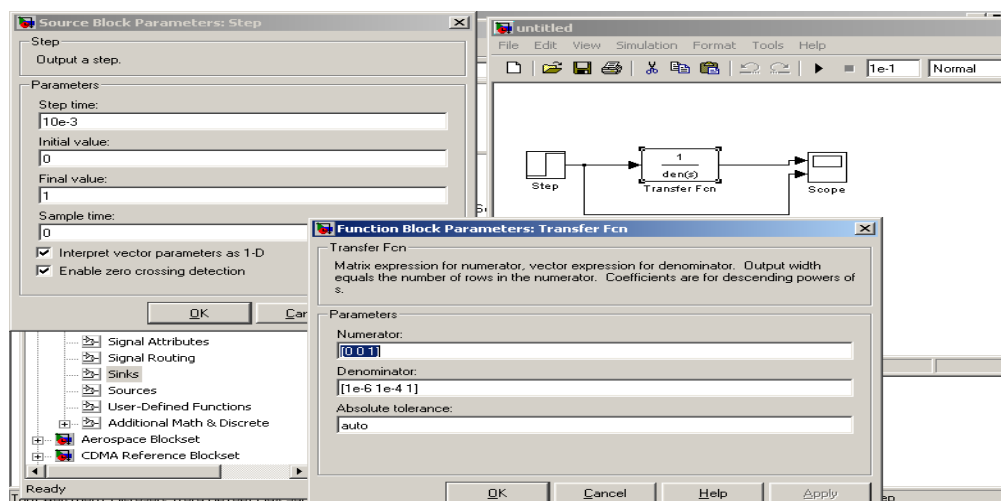 Source Block Parameters: Step
Step
Output a step.
Parameters
Step time:
10e-3
Initial value:
0
Final value:
1
Sample time:
0
Interpret vector parameters as 1-D
Enable zero crossing detection
OK
untitled
File Edit View Simulation Format Tools Help
1e-1 Normal
Step
1
den(s)
Transfer Fcn
Scope
Function Block Parameters: Transfer Fcn
Transfer Fcn
Matrix expression for numerator, vector expression for denominator. Output width
equals the number of rows in the numerator. Coefficients are for descending powers of
s.
Parameters
Numerator:
[0 0 1]
Denominator:
[1e-6 1e-4 1]
Absolute tolerance:
auto
OK Cancel Help Apply
Signal Attributes
Signal Routing
Sinks
Sources
User-Defined Functions
Additional Math & Discrete
Aerospace Blockset
CDMA Reference Blockset
Ready